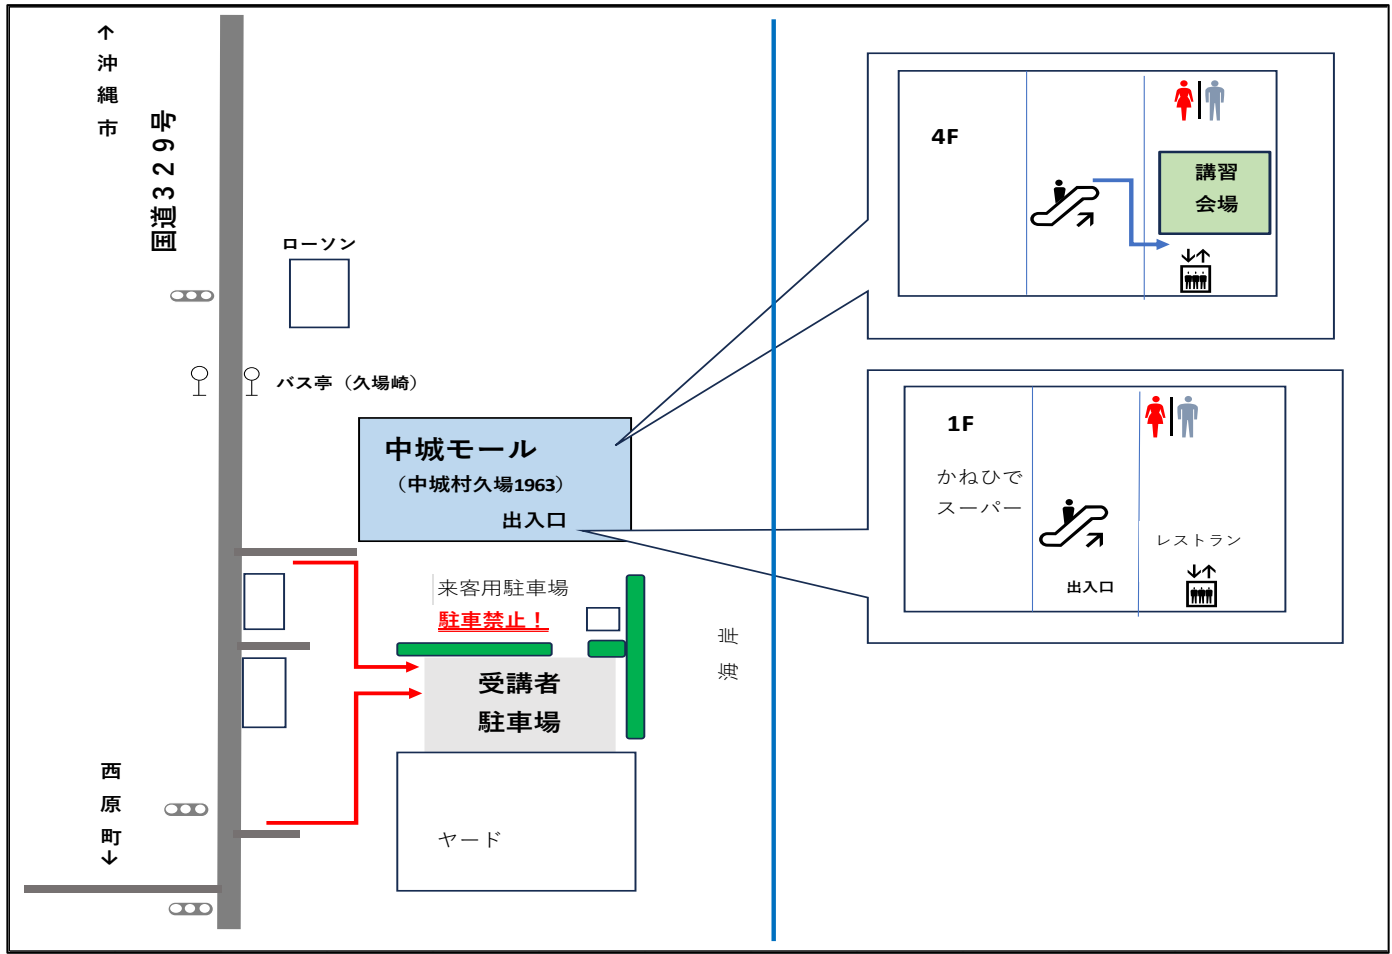 ↑沖縄市
国道３２９号
ローソン
バス亭（久場崎）
中城モール
（中城村久場1963）
出入口
来客用駐車場
駐車禁止！
受講者
駐車場
ヤード
西原町↓
海岸
4F
講習
会場
1F
かねひで
スーパー
レストラン
出入口